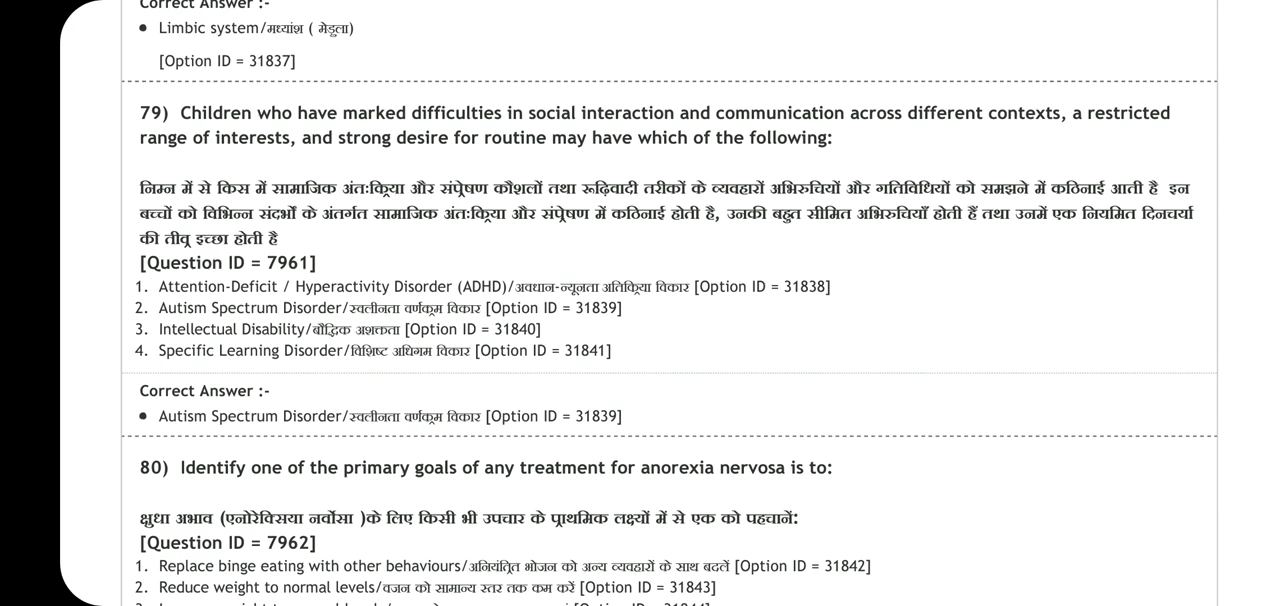 Correct Answer :-
Limbic system/मध्यांश ( मेडुला)
[Option ID = 31837]
79) Children who have marked difficulties in social interaction and communication across different contexts, a restricted
range of interests, and strong desire for routine may have which of the following:
निम्न में से किस में सामाजिक अंतःक्रिया और संप्रेषण कौशलों तथा रूढ़िवादी तरीकों के व्यवहारों अभिरुचियों और गतिविधियों को समझने में कठिनाई आती है इन
बच्चों को विभिन्न संदर्भों के अंतर्गत सामाजिक अंतःक्रिया और संप्रेषण में कठिनाई होती है, उनकी बहुत सीमित अभिरुचियाँ होती हैं तथा उनमें एक नियमित दिनचर्या
की तीव्र इच्छा होती है
[Question ID = 7961]
1. Attention-Deficit / Hyperactivity Disorder (ADHD)/अवधान-न्यूनता अतिक्रिया विकार [Option ID = 31838]
2. Autism Spectrum Disorder/स्वलीनता वर्णक्रम विकार [Option ID = 31839]
3. Intellectual Disability/बौद्धिक अशक्तता [Option ID = 31840]
4. Specific Learning Disorder/विशिष्ट अधिगम विकार [Option ID = 31841]
Correct Answer :-
Autism Spectrum Disorder/स्वलीनता वर्णक्रम विकार [Option ID = 31839]
80) Identify one of the primary goals of any treatment for anorexia nervosa is to:
क्षुधा अभाव (एनोरेक्सिया नर्वोसा )के लिए किसी भी उपचार के प्राथमिक लक्ष्यों में से एक को पहचानें:
[Question ID = 7962]
1. Replace binge eating with other behaviours/अनियंत्रित भोजन को अन्य व्यवहारों के साथ बदलें [Option ID = 31842]
2. Reduce weight to normal levels/वजन को सामान्य स्तर तक कम करें [Option ID = 31843]